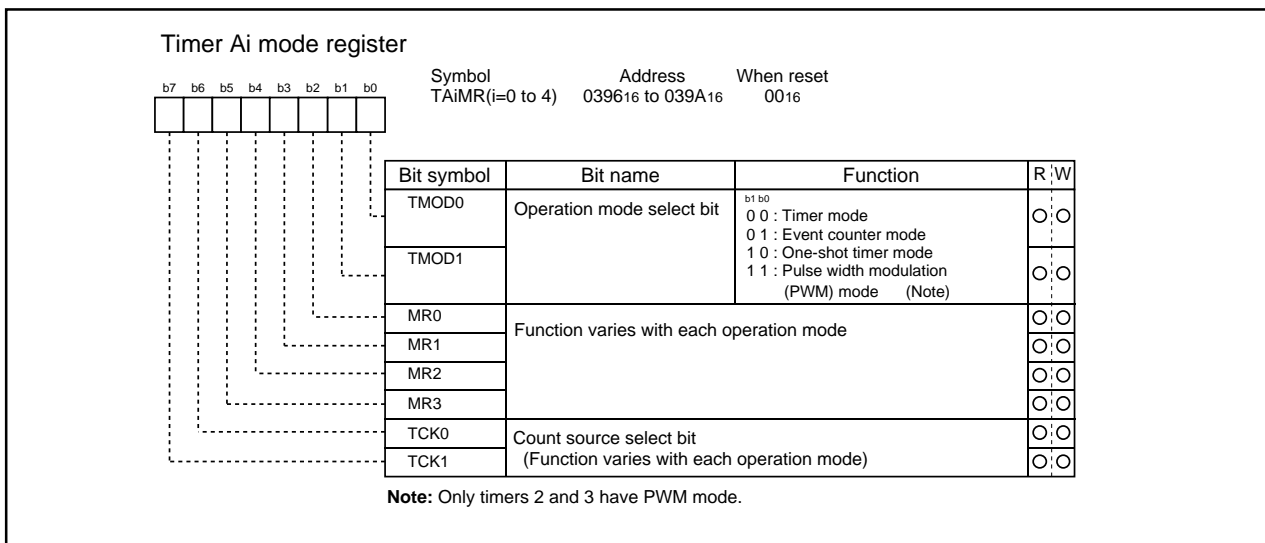 Timer Ai mode register
Symbol Address When reset
TAiMR(i=0 to 4) 039616 to 039A16 0016
b7 b6 b5 b4 b3 b2 b1 b0
Bit symbol Bit name Function R W
TMOD0 Operation mode select bit b1 b0
0 0 : Timer mode
0 1 : Event counter mode
TMOD1 1 0 : One-shot timer mode
1 1 : Pulse width modulation
(PWM) mode (Note)
MR0 Function varies with each operation mode
MR1
MR2
MR3
TCK0 Count source select bit
TCK1 (Function varies with each operation mode)
Note: Only timers 2 and 3 have PWM mode.